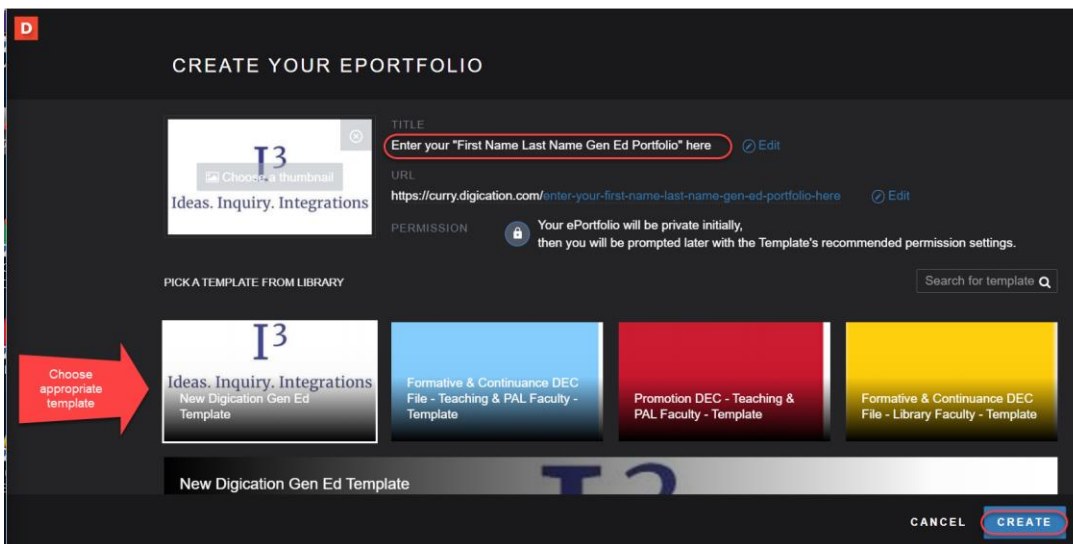 D
CREATE YOUR EPORTFOLIO
I3
Choose a thumbnail
Ideas. Inquiry. Integrations
TITLE
Enter your "First Name Last Name Gen Ed Portfolio" here
Edit
URL
https://curry.digication.com/enter-your-first-name-last-name-gen-ed-portfolio-here
Edit
PERMISSION
Your ePortfolio will be private initially,
then you will be prompted later with the Template's recommended permission settings.
PICK A TEMPLATE FROM LIBRARY
Search for template
Choose
appropriate
template
I3
Ideas. Inquiry. Integrations
New Digication Gen Ed
Template
Formative & Continuance DEC
File - Teaching & PAL Faculty -
Template
Promotion DEC - Teaching &
PAL Faculty - Template
Formative & Continuance DEC
File - Library Faculty - Template
New Digication Gen Ed Template
I3
CANCEL
CREATE